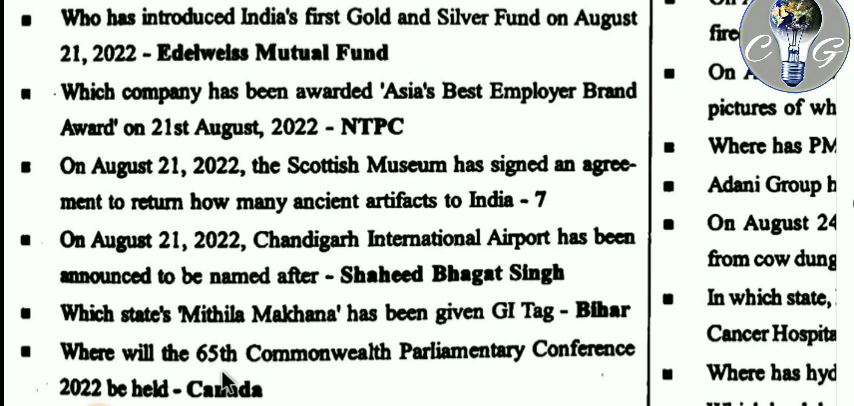 Who has introduced India's first Gold and Silver Fund on August
21, 2022 - Edelweiss Mutual Fund
Which company has been awarded 'Asia's Best Employer Brand
Award' on 21st August, 2022 - NTPC
On August 21, 2022, the Scottish Museum has signed an agree-
ment to return how many ancient artifacts to India - 7
On August 21, 2022, Chandigarh International Airport has been
announced to be named after - Shaheed Bhagat Singh
Which state's 'Mithila Makhana' has been given GI Tag - Bihar
Where will the 65th Commonwealth Parliamentary Conference
2022 be held - Canada
C G
On
pictures of wh
Where has PM
Adani Group h
On August 24
from cow dung
In which state,
Cancer Hospita
Where has hyd